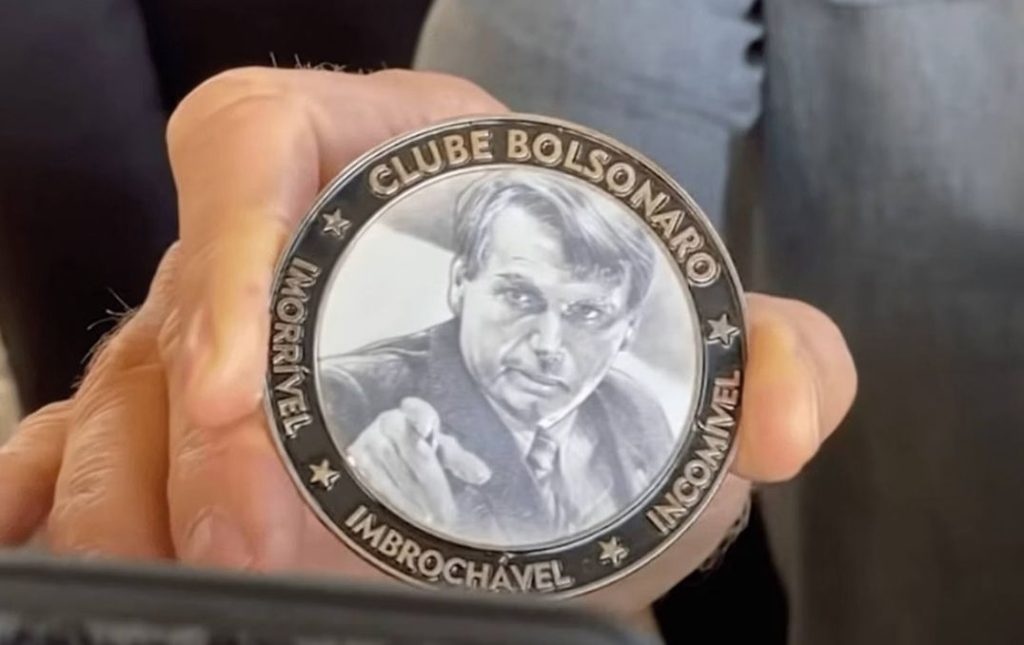 CLUBE BOLSONARO
IMORRÍVEL
IMBROCHÁVEL
INCOMÍVEL